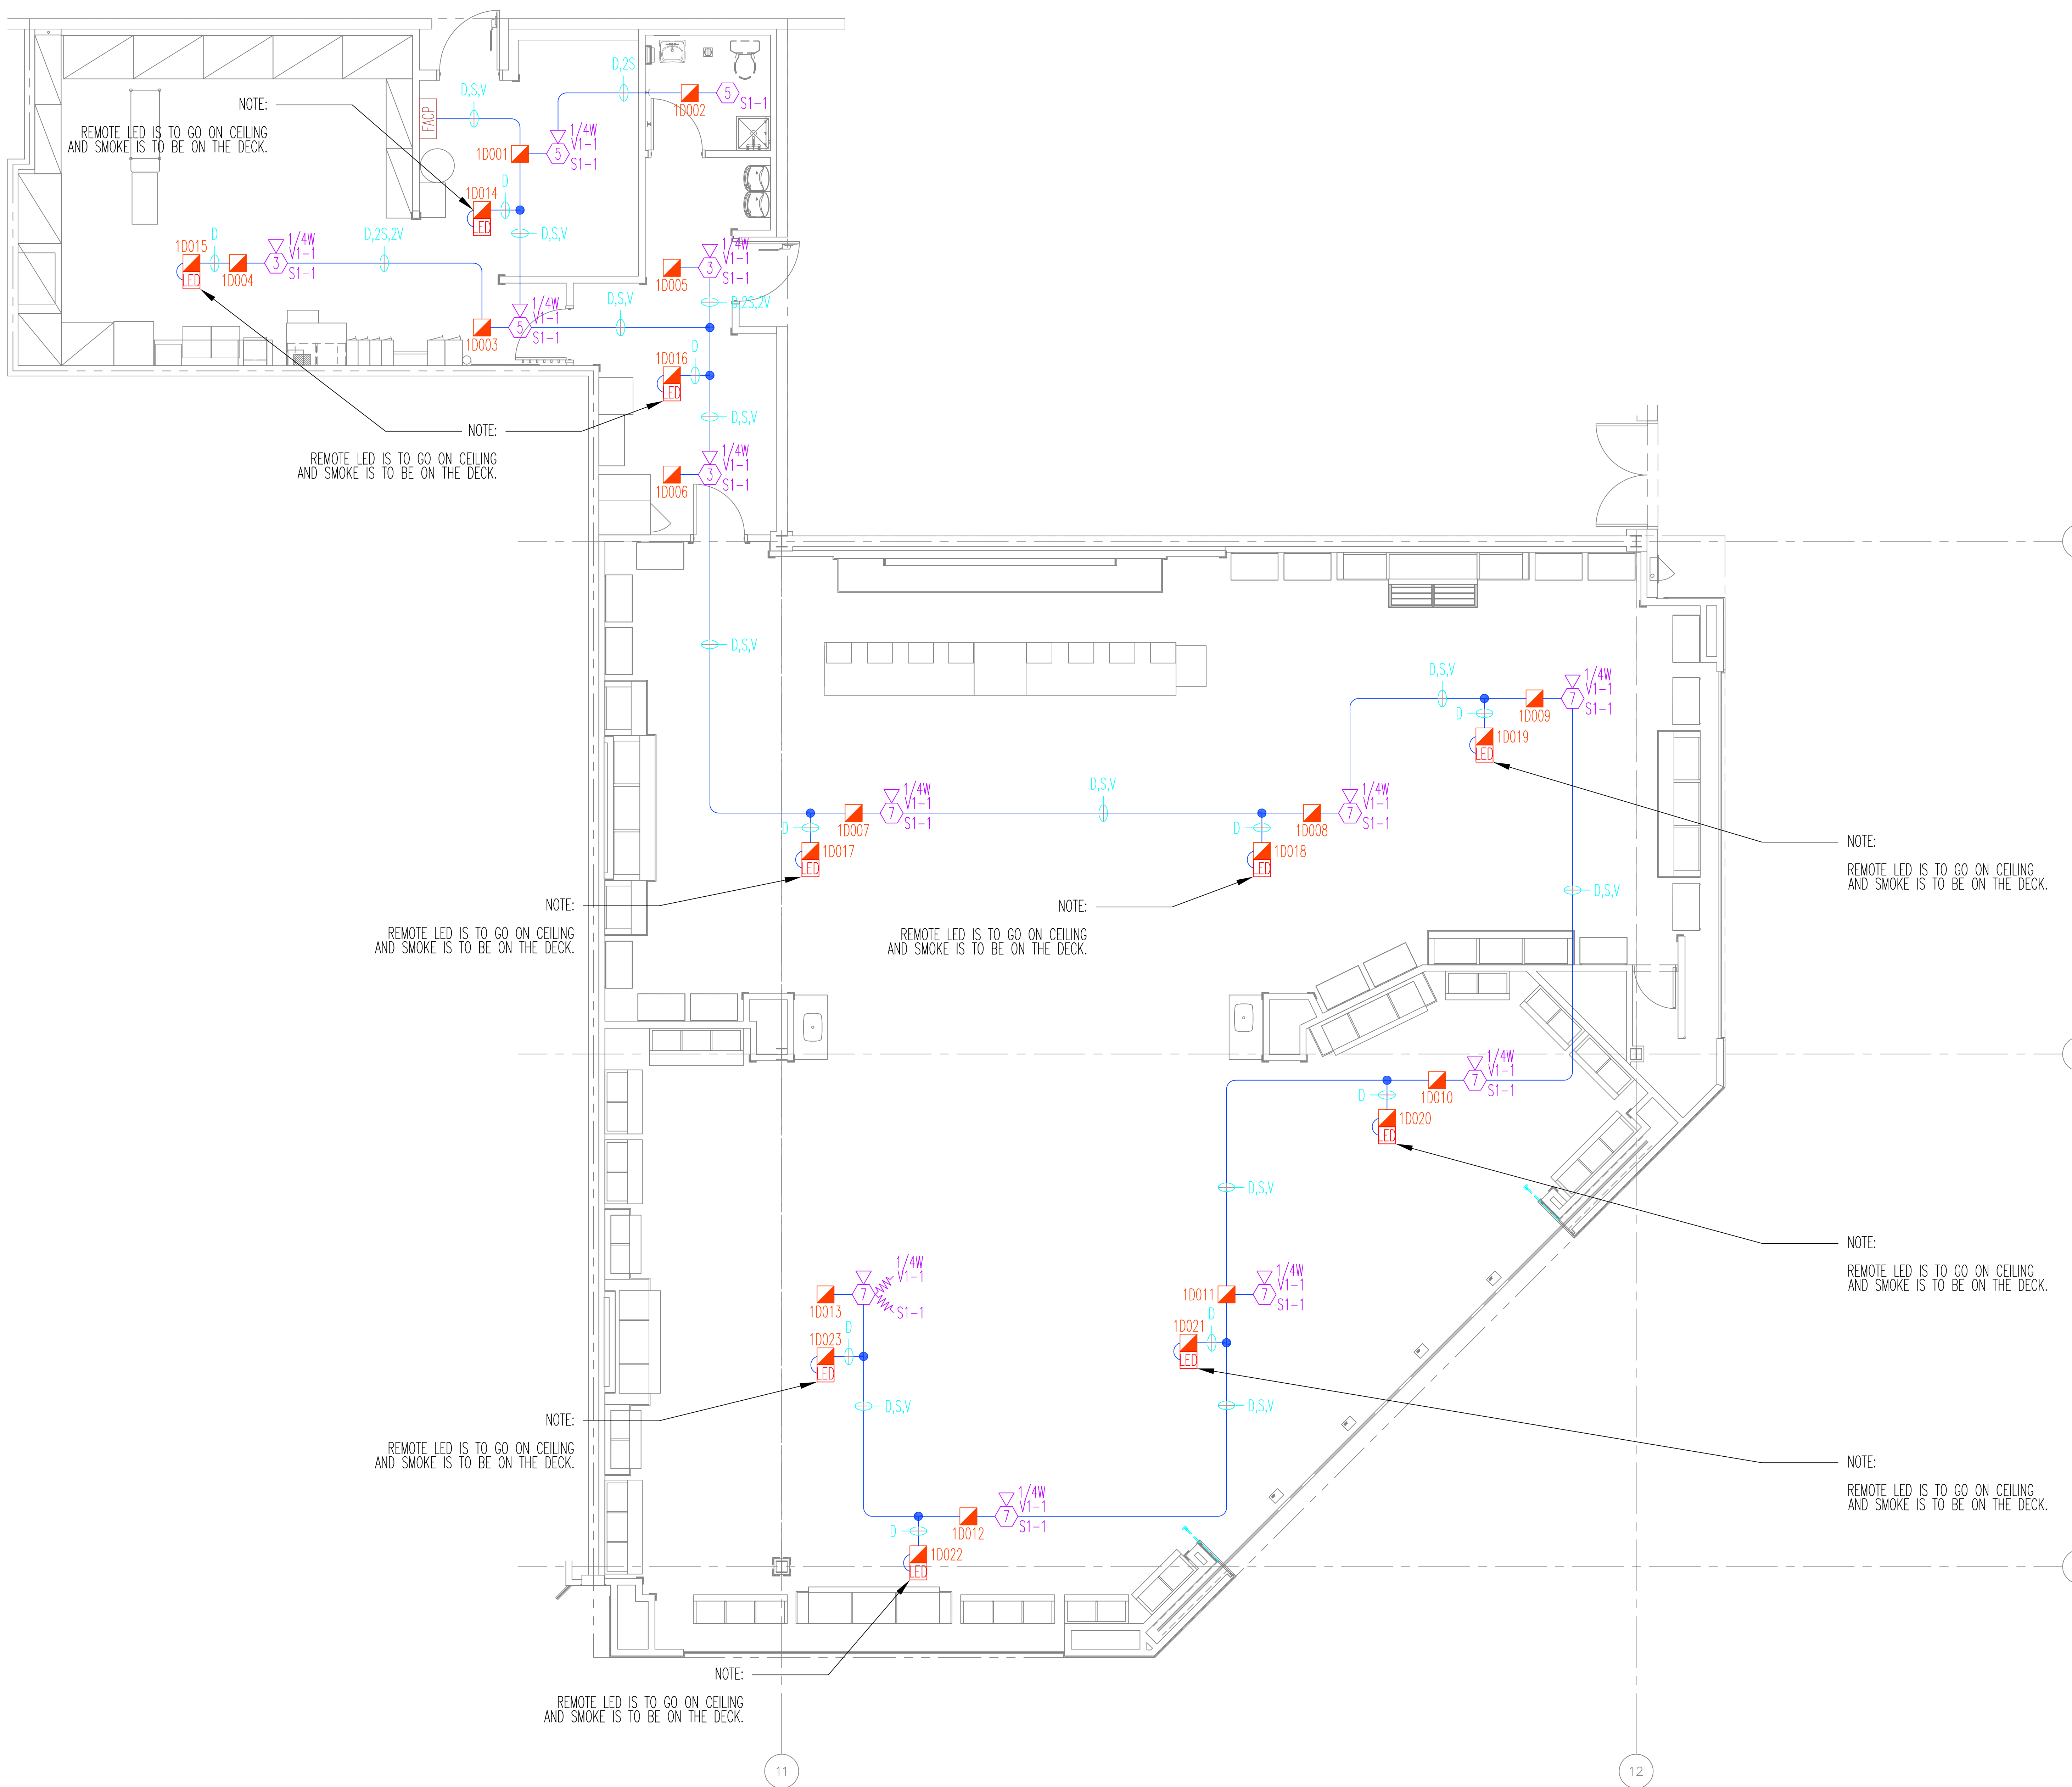 D,2S
D,S,V
5
S1-1
1D002
NOTE:
REMOTE LED IS TO GO ON CEILING
AND SMOKE IS TO BE ON THE DECK.
FACP
1/4W
V1-1
5
S1-1
1D001
D
1D014
LED
D,S,V
1D015
LED
D
1D004
1/4W
V1-1
3
S1-1
D,2S,2V
1/4W
V1-1
3
S1-1
1D005
D,2S,2V
1D003
1/4W
V1-1
5
S1-1
D,S,V
1D016
D
LED
D,S,V
NOTE:
REMOTE LED IS TO GO ON CEILING
AND SMOKE IS TO BE ON THE DECK.
1/4W
V1-1
3
S1-1
1D006
D,S,V
D,S,V
1D009
1/4W
V1-1
7
S1-1
D
1D019
LED
1D007
1/4W
V1-1
7
S1-1
D,S,V
1D008
1/4W
V1-1
7
S1-1
D
1D017
LED
D
1D018
LED
NOTE:
REMOTE LED IS TO GO ON CEILING
AND SMOKE IS TO BE ON THE DECK.
D,S,V
NOTE:
REMOTE LED IS TO GO ON CEILING
AND SMOKE IS TO BE ON THE DECK.
NOTE:
REMOTE LED IS TO GO ON CEILING
AND SMOKE IS TO BE ON THE DECK.
1D010
1/4W
V1-1
7
S1-1
D
1D020
LED
D,S,V
NOTE:
REMOTE LED IS TO GO ON CEILING
AND SMOKE IS TO BE ON THE DECK.
1/4W
V1-1
7
S1-1
1D013
1D011
1/4W
V1-1
7
S1-1
1D023
D
LED
1D021
D
LED
D,S,V
D,S,V
NOTE:
REMOTE LED IS TO GO ON CEILING
AND SMOKE IS TO BE ON THE DECK.
NOTE:
REMOTE LED IS TO GO ON CEILING
AND SMOKE IS TO BE ON THE DECK.
1D012
1/4W
V1-1
7
S1-1
D
1D022
LED
NOTE:
REMOTE LED IS TO GO ON CEILING
AND SMOKE IS TO BE ON THE DECK.
11
12